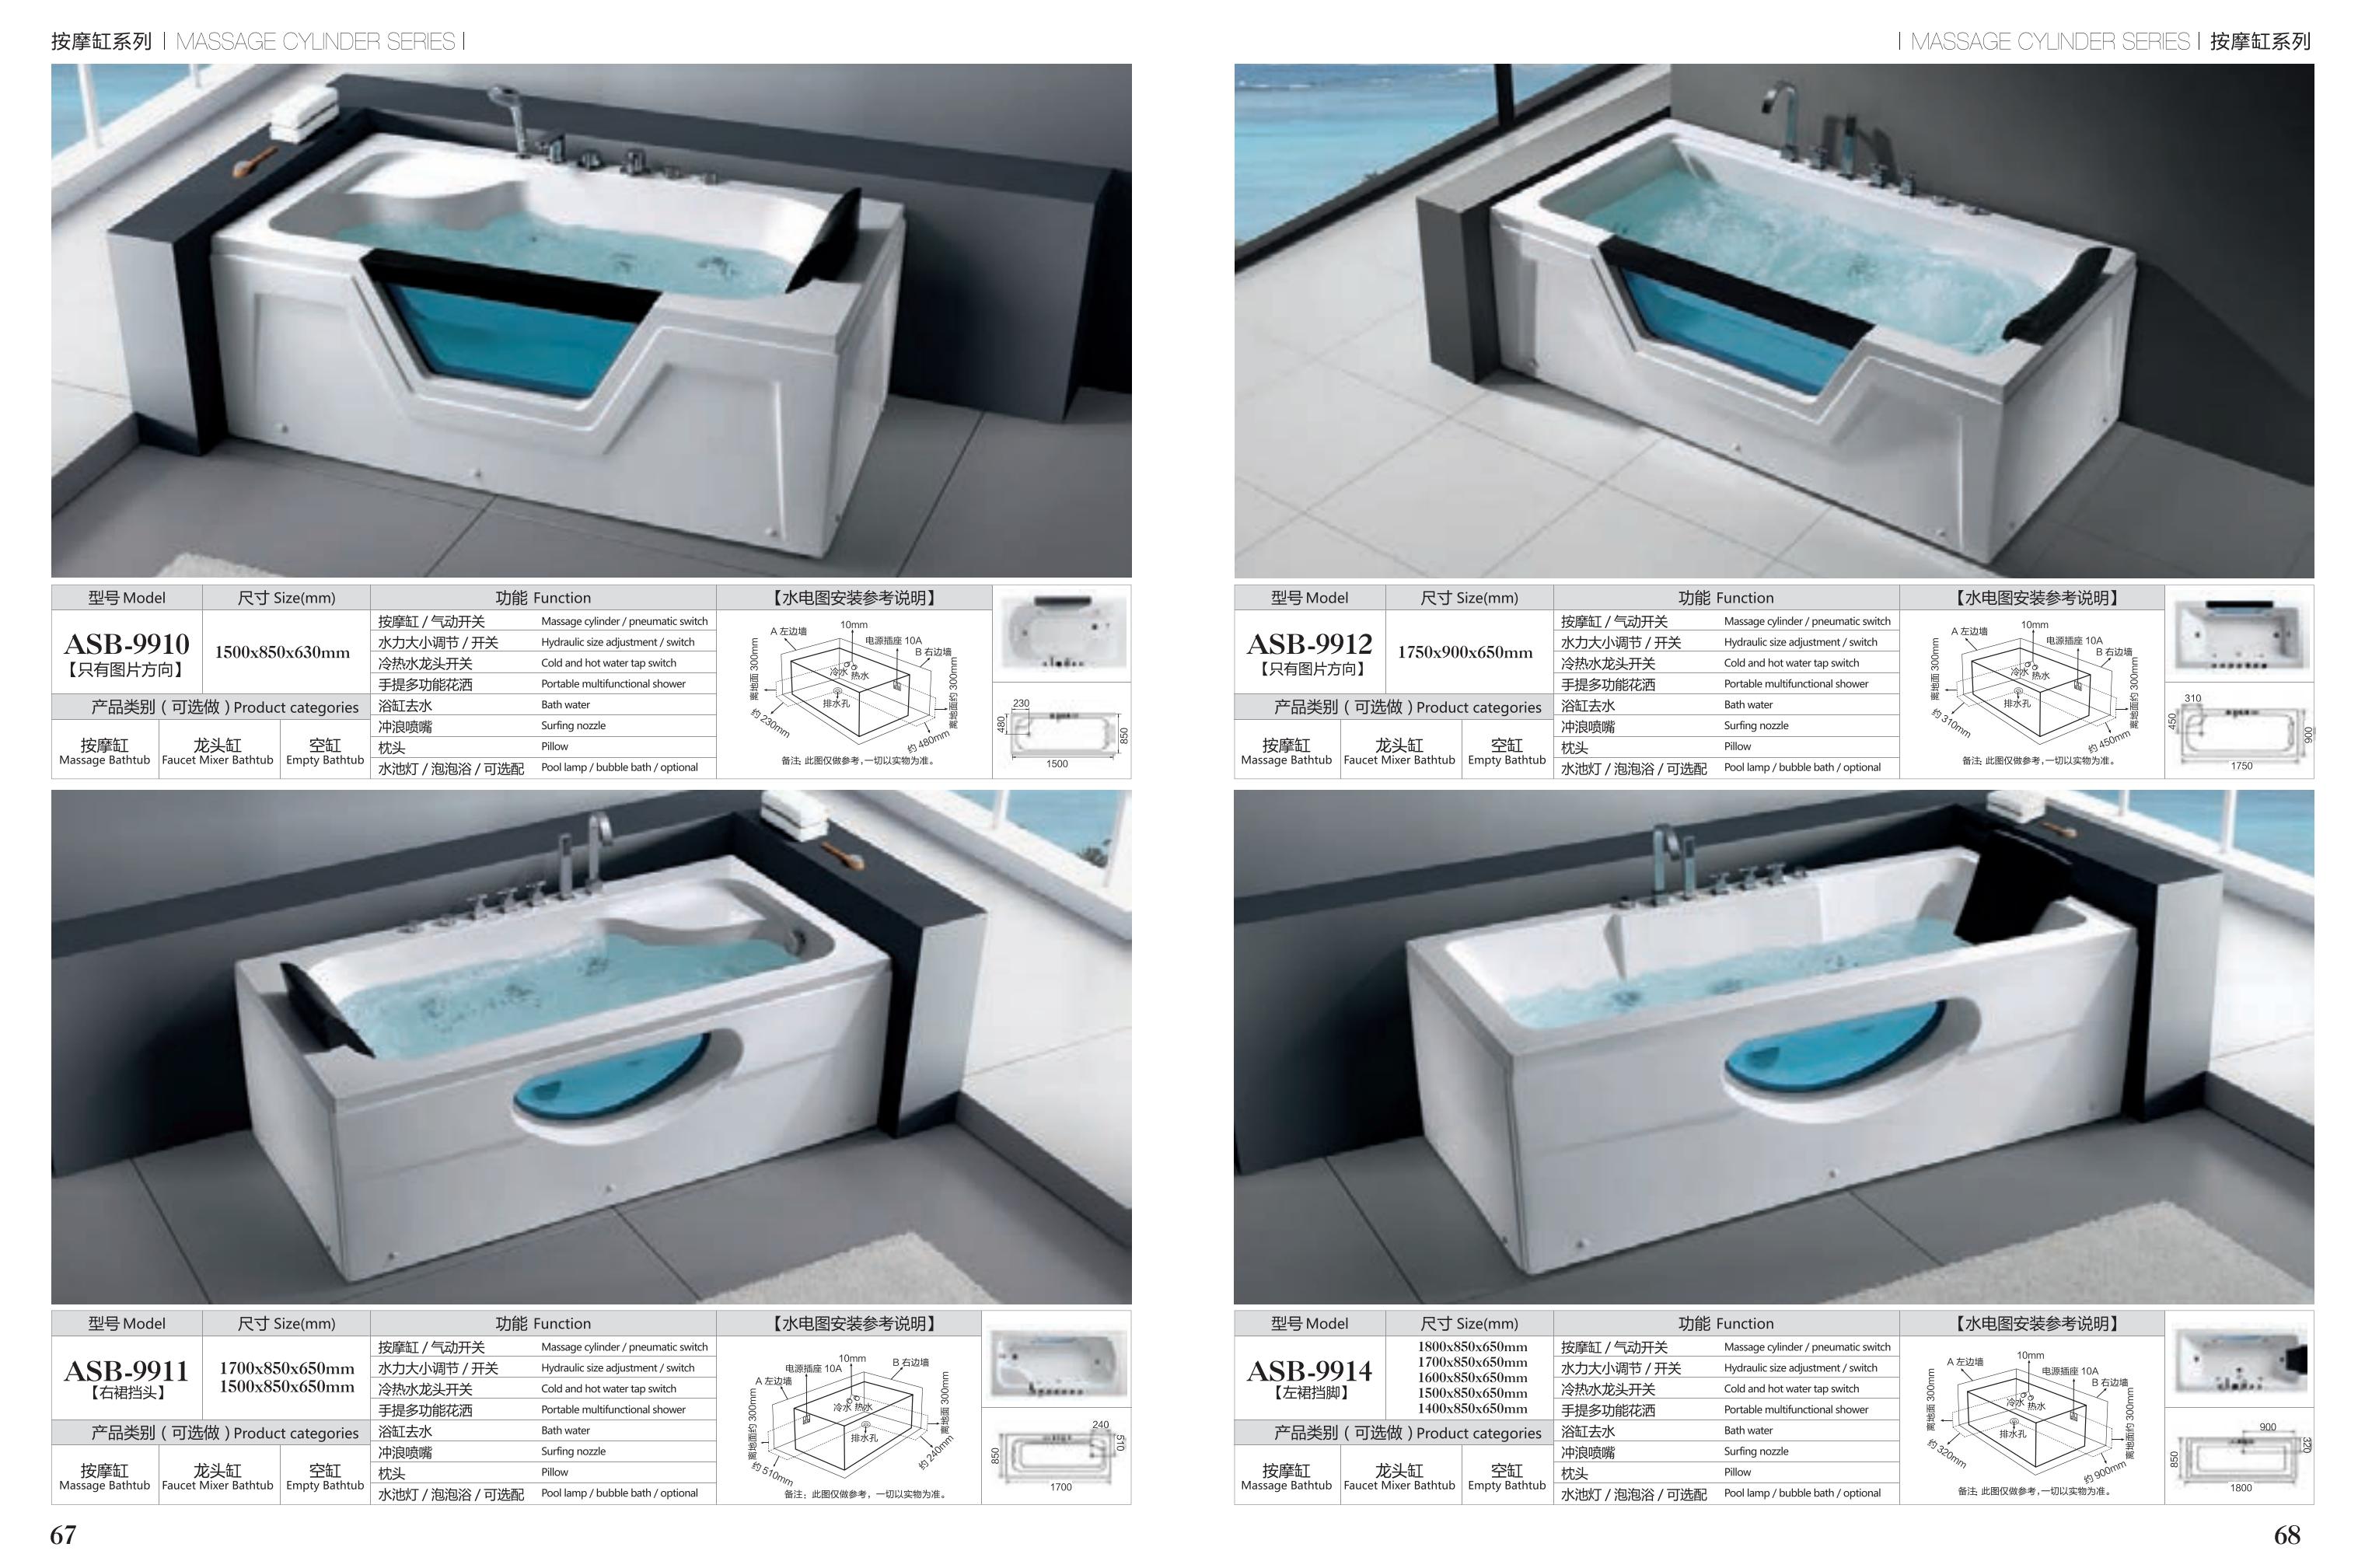 按摩缸系列 | MASSAGE CYLINDER SERIES |
型号 Model
尺寸 Size(mm)
功能 Function
【水电图安装参考说明】
ASB-9910
【只有图片方向】
1500x850x630mm
产品类别（可选做）Product categories
按摩缸
Massage Bathtub
龙头缸
Faucet Mixer Bathtub
空缸
Empty Bathtub
按摩缸 / 气动开关 Massage cylinder / pneumatic switch
水力大小调节 / 开关 Hydraulic size adjustment / switch
冷热水龙头开关 Cold and hot water tap switch
手提多功能花洒 Portable multifunctional shower
浴缸去水 Bath water
冲浪喷嘴 Surfing nozzle
枕头 Pillow
水池灯 / 泡泡浴 / 可选配 Pool lamp / bubble bath / optional
10mm
A 左边墙
电源插座 10A
B 右边墙
离地面 300mm
冷水 热水
排水孔
离地面约 300mm
约 230mm
约 480mm
备注: 此图仅做参考,一切以实物为准。
230
480
850
1500
型号 Model
尺寸 Size(mm)
功能 Function
【水电图安装参考说明】
ASB-9911
【右裙挡头】
1700x850x650mm
1500x850x650mm
产品类别（可选做）Product categories
按摩缸
Massage Bathtub
龙头缸
Faucet Mixer Bathtub
空缸
Empty Bathtub
按摩缸 / 气动开关 Massage cylinder / pneumatic switch
水力大小调节 / 开关 Hydraulic size adjustment / switch
冷热水龙头开关 Cold and hot water tap switch
手提多功能花洒 Portable multifunctional shower
浴缸去水 Bath water
冲浪喷嘴 Surfing nozzle
枕头 Pillow
水池灯 / 泡泡浴 / 可选配 Pool lamp / bubble bath / optional
10mm
B 右边墙
电源插座 10A
A 左边墙
离地面约 300mm
冷水 热水
排水孔
离地面 300mm
约 510mm
约 240mm
备注: 此图仅做参考, 一切以实物为准。
240
510
850
1700
67
| MASSAGE CYLINDER SERIES | 按摩缸系列
型号 Model
尺寸 Size(mm)
功能 Function
【水电图安装参考说明】
ASB-9912
【只有图片方向】
1750x900x650mm
产品类别（可选做）Product categories
按摩缸
Massage Bathtub
龙头缸
Faucet Mixer Bathtub
空缸
Empty Bathtub
按摩缸 / 气动开关 Massage cylinder / pneumatic switch
水力大小调节 / 开关 Hydraulic size adjustment / switch
冷热水龙头开关 Cold and hot water tap switch
手提多功能花洒 Portable multifunctional shower
浴缸去水 Bath water
冲浪喷嘴 Surfing nozzle
枕头 Pillow
水池灯 / 泡泡浴 / 可选配 Pool lamp / bubble bath / optional
10mm
A 左边墙
电源插座 10A
B 右边墙
离地面 300mm
冷水 热水
排水孔
离地面约 300mm
约 310mm
约 450mm
备注: 此图仅做参考,一切以实物为准。
310
450
900
1750
型号 Model
尺寸 Size(mm)
功能 Function
【水电图安装参考说明】
ASB-9914
【左裙挡脚】
1800x850x650mm
1700x850x650mm
1600x850x650mm
1500x850x650mm
1400x850x650mm
产品类别（可选做）Product categories
按摩缸
Massage Bathtub
龙头缸
Faucet Mixer Bathtub
空缸
Empty Bathtub
按摩缸 / 气动开关 Massage cylinder / pneumatic switch
水力大小调节 / 开关 Hydraulic size adjustment / switch
冷热水龙头开关 Cold and hot water tap switch
手提多功能花洒 Portable multifunctional shower
浴缸去水 Bath water
冲浪喷嘴 Surfing nozzle
枕头 Pillow
水池灯 / 泡泡浴 / 可选配 Pool lamp / bubble bath / optional
10mm
A 左边墙
电源插座 10A
B 右边墙
离地面 300mm
冷水 热水
排水孔
离地面约 300mm
约 320mm
约 900mm
备注: 此图仅做参考,一切以实物为准。
900
320
850
1800
68